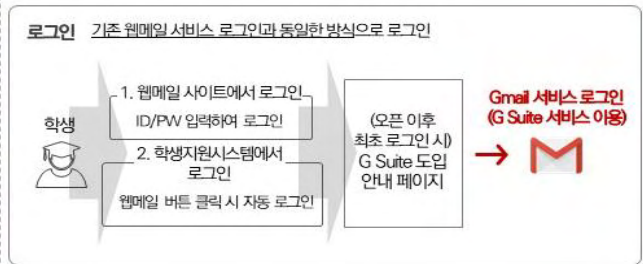 로그인 기존 웹메일 서비스 로그인과 동일한 방식으로 로그인
학생
1. 웹메일 사이트에서 로그인
ID/PW 입력하여 로그인
2. 학생지원시스템에서
로그인
웹메일 버튼 클릭 시 자동 로그인
(오픈 이후
최초 로그인 시)
G Suite 도입
안내 페이지
Gmail 서비스 로그인
(G Suite 서비스 이용)